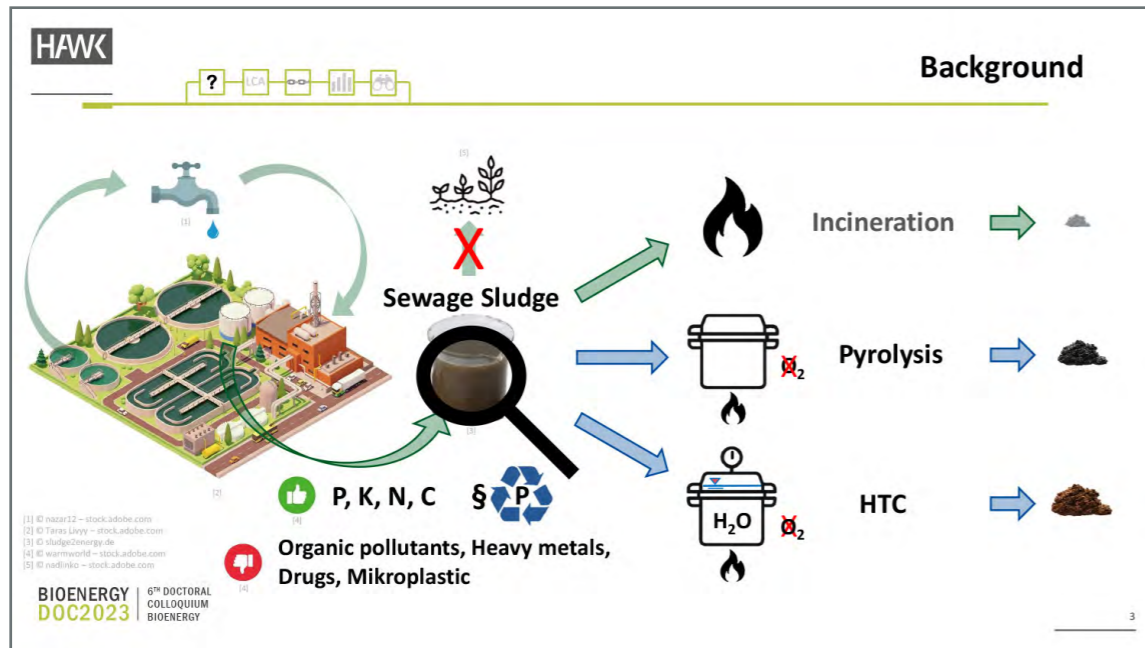 HAWK
?
LCA
Background
[5]
[1]
X
Incineration
Sewage Sludge
Pyrolysis
O₂
[3]
[2]
P, K, N, C
§
P
[4]
H₂O
O₂
HTC
Organic pollutants, Heavy metals,
Drugs, Mikroplastic
[4]
[1] © nazar12 – stock.adobe.com
[2] © Taras Livyy – stock.adobe.com
[3] © sludge2energy.de
[4] © warmworld – stock.adobe.com
[5] © nadlinko – stock.adobe.com
BIOENERGY
DOC2023
6TH DOCTORAL
COLLOQUIUM
BIOENERGY
3